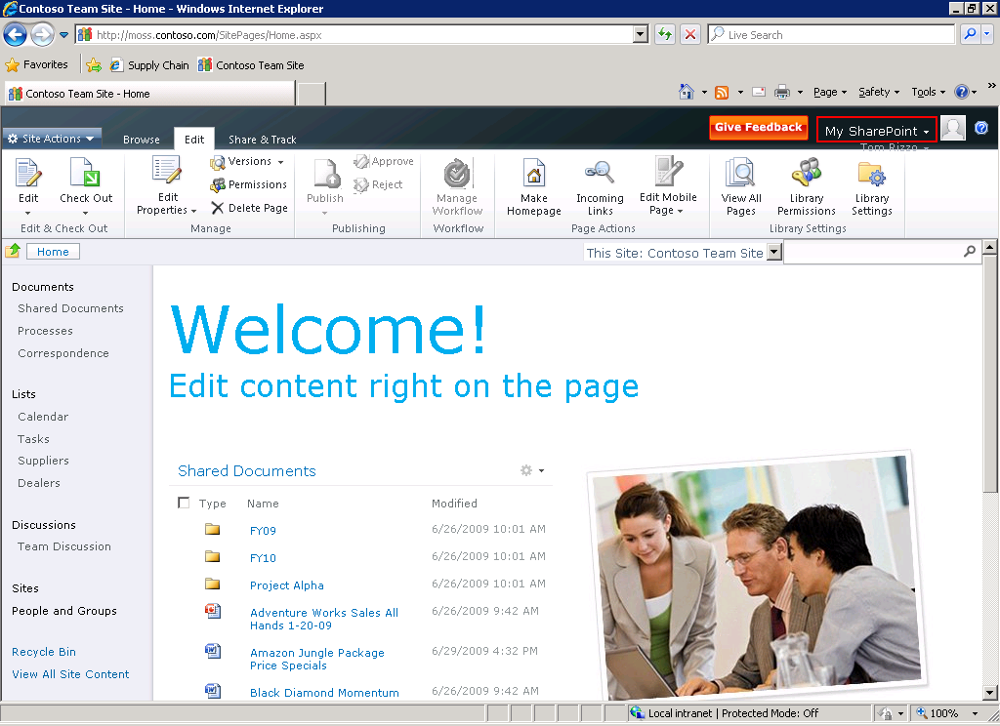 Contoso Team Site - Home - Windows Internet Explorer
http://moss.contoso.com/SitePages/Home.aspx
Live Search
Favorites Supply Chain Contoso Team Site
Contoso Team Site - Home
Page Safety Tools
Site Actions Browse Edit Share & Track
Give Feedback
My SharePoint
Tom Rizzo
Edit
Check Out
Edit & Check Out
Edit
Properties
Versions
Permissions
Delete Page
Manage
Publish
Approve
Reject
Publishing
Manage
Workflow
Workflow
Make
Homepage
Incoming
Links
Edit Mobile
Page
Page Actions
View All
Pages
Library
Permissions
Library
Settings
Library Settings
Home
This Site: Contoso Team Site
Documents
Shared Documents
Processes
Correspondence
Lists
Calendar
Tasks
Suppliers
Dealers
Discussions
Team Discussion
Sites
People and Groups
Recycle Bin
View All Site Content
Welcome!
Edit content right on the page
Shared Documents
Type Name Modified
FY09 6/26/2009 10:01 AM
FY10 6/26/2009 10:01 AM
Project Alpha 6/26/2009 10:01 AM
Adventure Works Sales All 6/26/2009 9:42 AM
Hands 1-20-09
Amazon Jungle Package 6/29/2009 4:32 PM
Price Specials
Black Diamond Momentum 6/26/2009 9:42 AM
Local intranet | Protected Mode: Off
100%